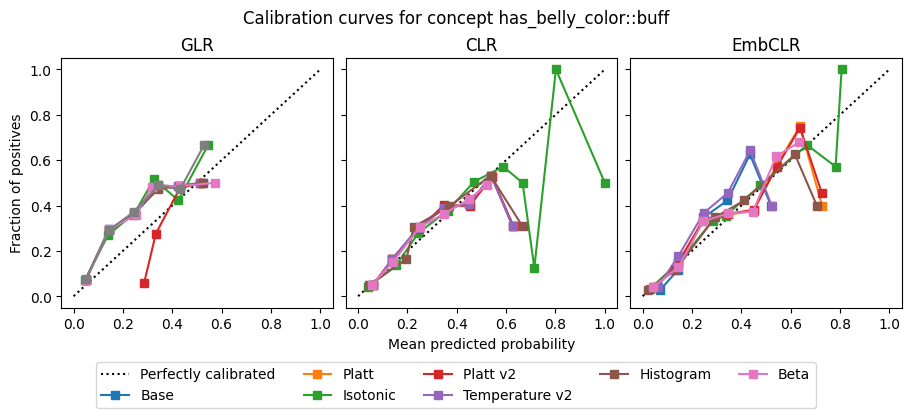 Calibration curves for concept has_belly_color::buff
GLR
CLR
EmbCLR
Fraction of positives
1.0
0.8
0.6
0.4
0.2
0.0
0.0 0.2 0.4 0.6 0.8 1.0
0.0 0.2 0.4 0.6 0.8 1.0
0.0 0.2 0.4 0.6 0.8 1.0
Mean predicted probability
Perfectly calibrated Platt Platt v2 Histogram Beta
Base Isotonic Temperature v2